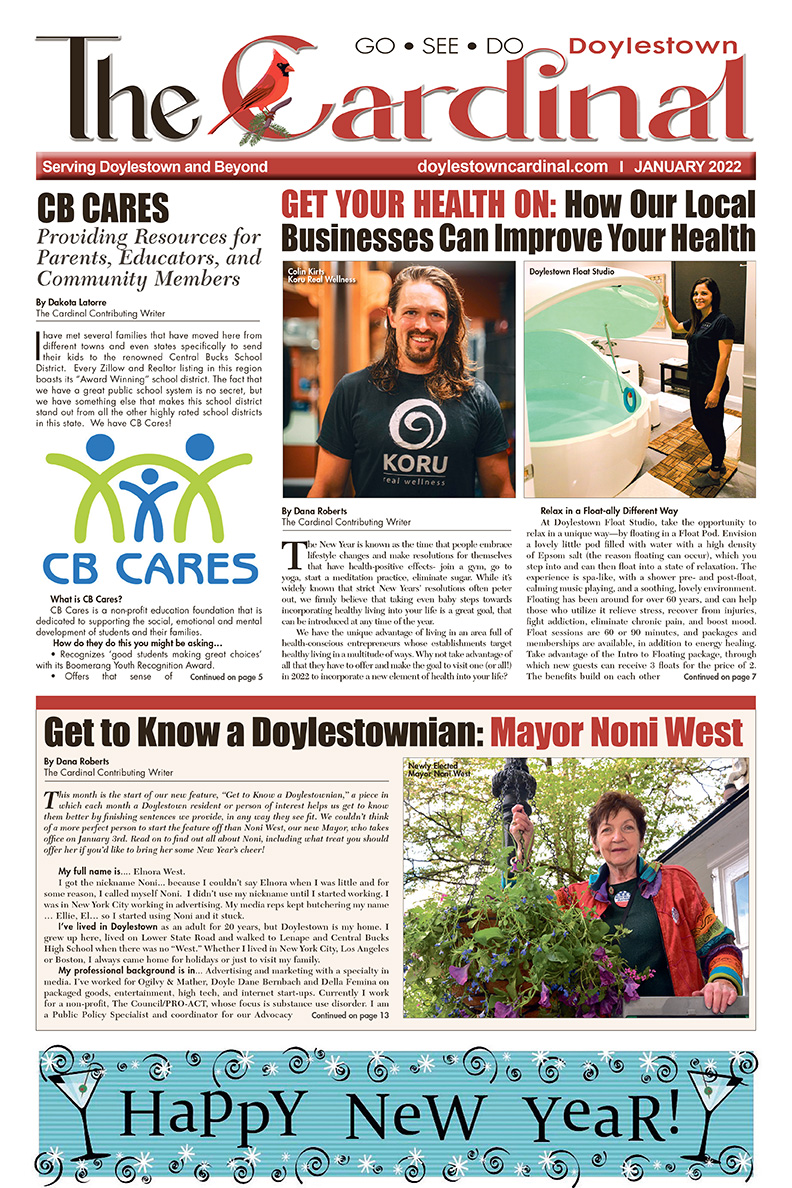 GO • SEE • DO Doylestown
The Cardinal
Serving Doylestown and Beyond
doylestowncardinal.com I JANUARY 2022
CB CARES
Providing Resources for
Parents, Educators, and
Community Members
By Dakota Latorre
The Cardinal Contributing Writer
I have met several families that have moved here from
different towns and even states specifically to send
their kids to the renowned Central Bucks School
District. Every Zillow and Realtor listing in this region
boasts its “Award Winning” school district. The fact that
we have a great public school system is no secret, but
we have something else that makes this school district
stand out from all the other highly rated school districts
in this state. We have CB Cares!
CB CARES
What is CB Cares?
CB Cares is a non-profit education foundation that is
dedicated to supporting the social, emotional and mental
development of students and their families.
How do they do this you might be asking…
• Recognizes ‘good students making great choices’
with its Boomerang Youth Recognition Award.
• Offers that sense of Continued on page 5
GET YOUR HEALTH ON: How Our Local
Businesses Can Improve Your Health
Colin Kirts
Koru Real Wellness
KORU
real wellness
Doylestown Float Studio
By Dana Roberts
The Cardinal Contributing Writer
The New Year is known as the time that people embrace
lifestyle changes and make resolutions for themselves
that have health-positive effects- join a gym, go to
yoga, start a meditation practice, eliminate sugar. While it’s
widely known that strict New Years’ resolutions often peter
out, we firmly believe that taking even baby steps towards
incorporating healthy living into your life is a great goal, that
can be introduced at any time of the year.
We have the unique advantage of living in an area full of
health-conscious entrepreneurs whose establishments target
healthy living in a multitude of ways. Why not take advantage of
all that they have to offer and make the goal to visit one (or all!)
in 2022 to incorporate a new element of health into your life?
Relax in a Float-ally Different Way
At Doylestown Float Studio, take the opportunity to
relax in a unique way—by floating in a Float Pod. Envision
a lovely little pod filled with water with a high density
of Epsom salt (the reason floating can occur), which you
step into and can then float into a state of relaxation. The
experience is spa-like, with a shower pre- and post-float,
calming music playing, and a soothing, lovely environment.
Floating has been around for over 60 years, and can help
those who utilize it relieve stress, recover from injuries,
fight addiction, eliminate chronic pain, and boost mood.
Float sessions are 60 or 90 minutes, and packages and
memberships are available, in addition to energy healing.
Take advantage of the Intro to Floating package, through
which new guests can receive 3 floats for the price of 2.
The benefits build on each other Continued on page 7
Get to Know a Doylestownian: Mayor Noni West
By Dana Roberts
The Cardinal Contributing Writer
This month is the start of our new feature, “Get to Know a Doylestownian,” a piece in
which each month a Doylestown resident or person of interest helps us get to know
them better by finishing sentences we provide, in any way they see fit. We couldn’t think
of a more perfect person to start the feature off than Noni West, our new Mayor, who takes
office on January 3rd. Read on to find out all about Noni, including what treat you should
offer her if you’d like to bring her some New Year’s cheer!
My full name is.... Elnora West.
I got the nickname Noni... because I couldn’t say Elnora when I was little and for
some reason, I called myself Noni. I didn’t use my nickname until I started working. I
was in New York City working in advertising. My media reps kept butchering my name
… Ellie, El… so I started using Noni and it stuck.
I’ve lived in Doylestown as an adult for 20 years, but Doylestown is my home. I
grew up here, lived on Lower State Road and walked to Lenape and Central Bucks
High School when there was no “West.” Whether I lived in New York City, Los Angeles
or Boston, I always came home for holidays or just to visit my family.
My professional background is in... Advertising and marketing with a specialty in
media. I’ve worked for Ogilvy & Mather, Doyle Dane Bernbach and Della Femina on
packaged goods, entertainment, high tech, and internet start-ups. Currently I work
for a non-profit, The Council/PRO-ACT, whose focus is substance use disorder. I am
a Public Policy Specialist and coordinator for our Advocacy Continued on page 13
Newly Elected
Mayor Noni West
HaPPY NeW YeaR!